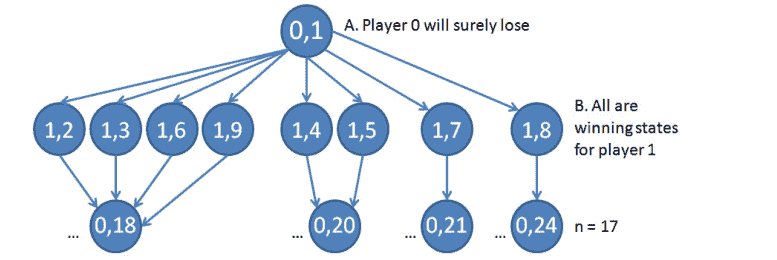 0,1
A. Player 0 will surely lose
1,2
1,3
1,6
1,9
1,4
1,5
1,7
1,8
B. All are
winning states
for player 1
... 0,18
... 0,20
... 0,21
... 0,24
n = 17